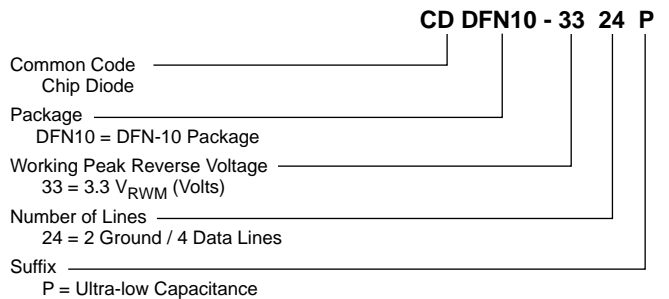 CD DFN10 - 33 24 P
Common Code
Chip Diode
Package
DFN10 = DFN-10 Package
Working Peak Reverse Voltage
33 = 3.3 VRWM (Volts)
Number of Lines
24 = 2 Ground / 4 Data Lines
Suffix
P = Ultra-low Capacitance